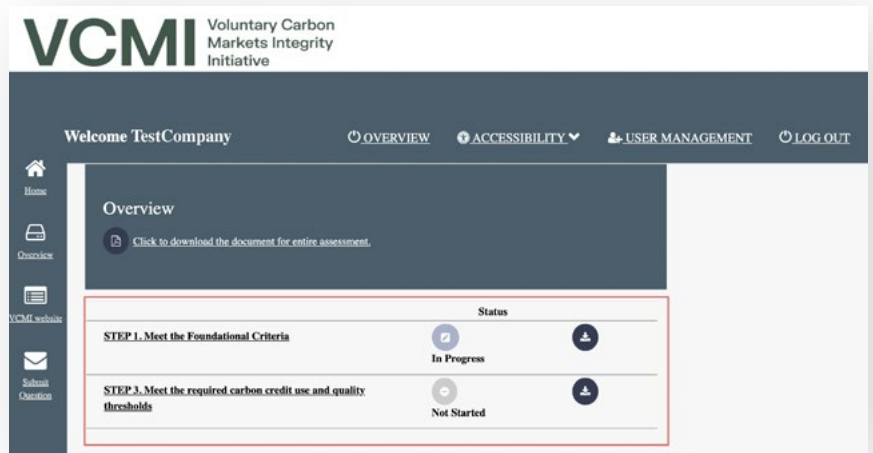 VCMI
Voluntary Carbon
Markets Integrity
Initiative
Welcome TestCompany
OVERVIEW
ACCESSIBILITY
USER MANAGEMENT
LOG OUT
Home
Overview
VCMI website
Submit
Question
Overview
Click to download the document for entire assessment.
Status
STEP 1. Meet the Foundational Criteria
In Progress
STEP 3. Meet the required carbon credit use and quality
thresholds
Not Started